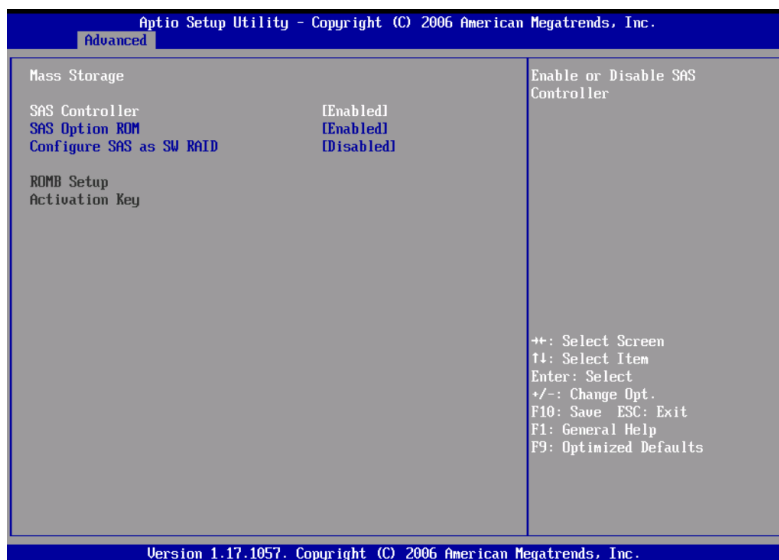 Aptio Setup Utility - Copyright (C) 2006 American Megatrends, Inc.
Advanced
Mass Storage
SAS Controller [Enabled]
SAS Option ROM [Enabled]
Configure SAS as SW RAID [Disabled]
ROMB Setup
Activation Key
Enable or Disable SAS
Controller
→←: Select Screen
↑↓: Select Item
Enter: Select
+/-: Change Opt.
F10: Save ESC: Exit
F1: General Help
F9: Optimized Defaults
Version 1.17.1057. Copyright (C) 2006 American Megatrends, Inc.